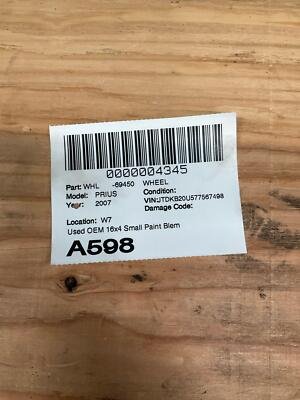 0000004345
Part: WHL -69450 WHEEL
Model: PRIUS Condition:
Year: 2007 VIN:JTDKB20U577567498
Damage Code:
Location: W7
Used OEM 16x4 Small Paint Blem
A598